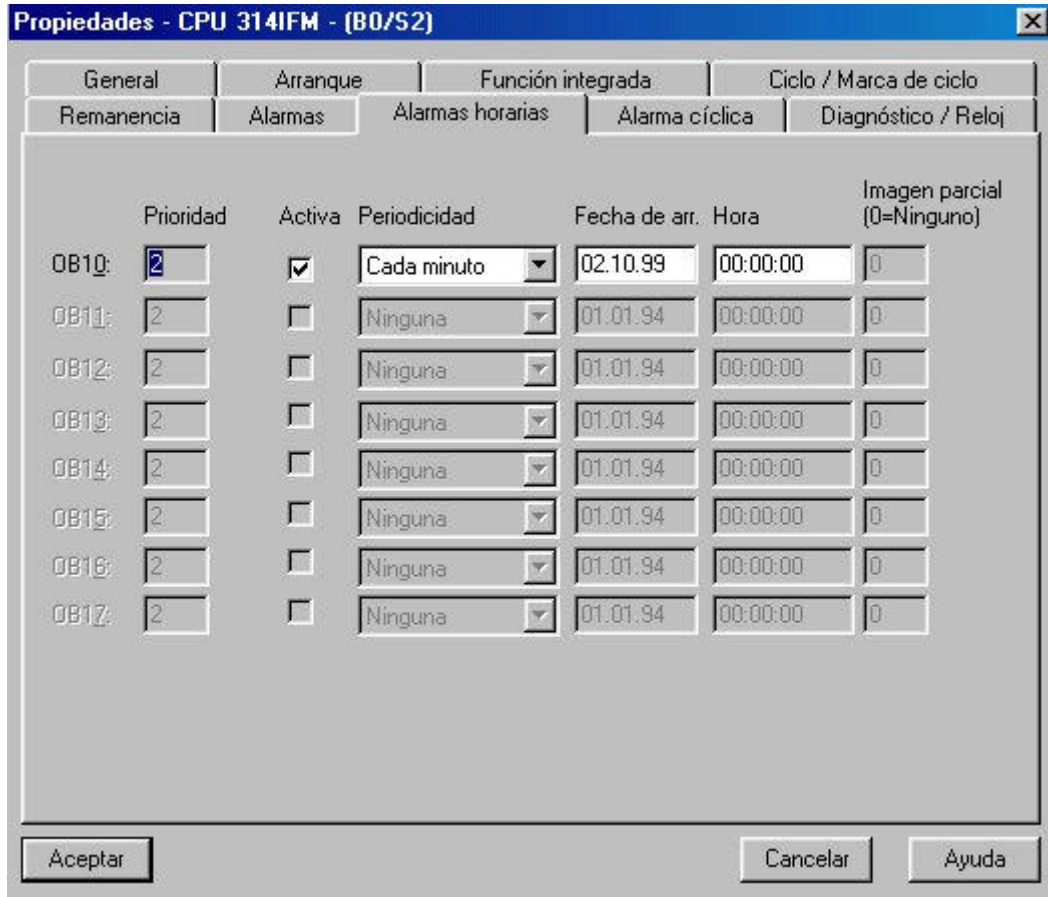 Propiedades - CPU 314IFM - (B0/S2)
General Arranque Función integrada Ciclo / Marca de ciclo
Remanencia Alarmas Alarmas horarias Alarma cíclica Diagnóstico / Reloj
Imagen parcial
Prioridad Activa Periodicidad Fecha de arr. Hora (0=Ninguno)
OB10: 2 Cada minuto 02.10.99 00:00:00 0
OB11: 2 Ninguna 01.01.94 00:00:00 0
OB12: 2 Ninguna 01.01.94 00:00:00 0
OB13: 2 Ninguna 01.01.94 00:00:00 0
OB14: 2 Ninguna 01.01.94 00:00:00 0
OB15: 2 Ninguna 01.01.94 00:00:00 0
OB16: 2 Ninguna 01.01.94 00:00:00 0
OB17: 2 Ninguna 01.01.94 00:00:00 0
Aceptar Cancelar Ayuda